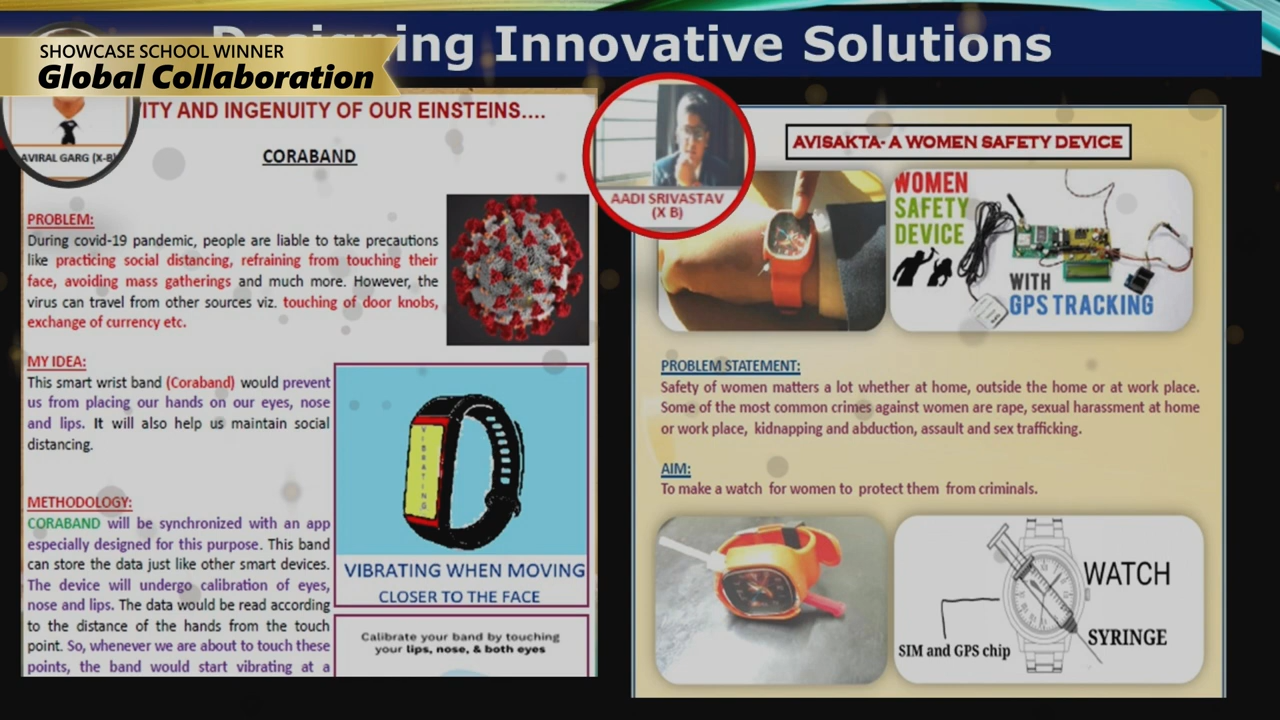 Designing Innovative Solutions
SHOWCASE SCHOOL WINNER
Global Collaboration
ITY AND INGENUITY OF OUR EINSTEINS....
AVIRAL GARG (X-B)
CORABAND
PROBLEM:
During covid-19 pandemic, people are liable to take precautions
like practicing social distancing, refraining from touching their
face, avoiding mass gatherings and much more. However, the
virus can travel from other sources viz. touching of door knobs,
exchange of currency etc.
MY IDEA:
This smart wrist band (Coraband) would prevent
us from placing our hands on our eyes, nose
and lips. It will also help us maintain social
distancing.
METHODOLOGY:
CORABAND will be synchronized with an app
especially designed for this purpose. This band
can store the data just like other smart devices.
The device will undergo calibration of eyes,
nose and lips. The data would be read according
to the distance of the hands from the touch
point. So, whenever we are about to touch these
points, the band would start vibrating at a
VIBRATING
VIBRATING WHEN MOVING
CLOSER TO THE FACE
Calibrate your band by touching
your lips, nose, & both eyes
AADI SRIVASTAV
(X B)
AVISAKTA- A WOMEN SAFETY DEVICE
WOMEN
SAFETY
DEVICE
WITH
GPS TRACKING
PROBLEM STATEMENT:
Safety of women matters a lot whether at home, outside the home or at work place.
Some of the most common crimes against women are rape, sexual harassment at home
or work place, kidnapping and abduction, assault and sex trafficking.
AIM:
To make a watch for women to protect them from criminals.
WATCH
SYRINGE
SIM and GPS chip